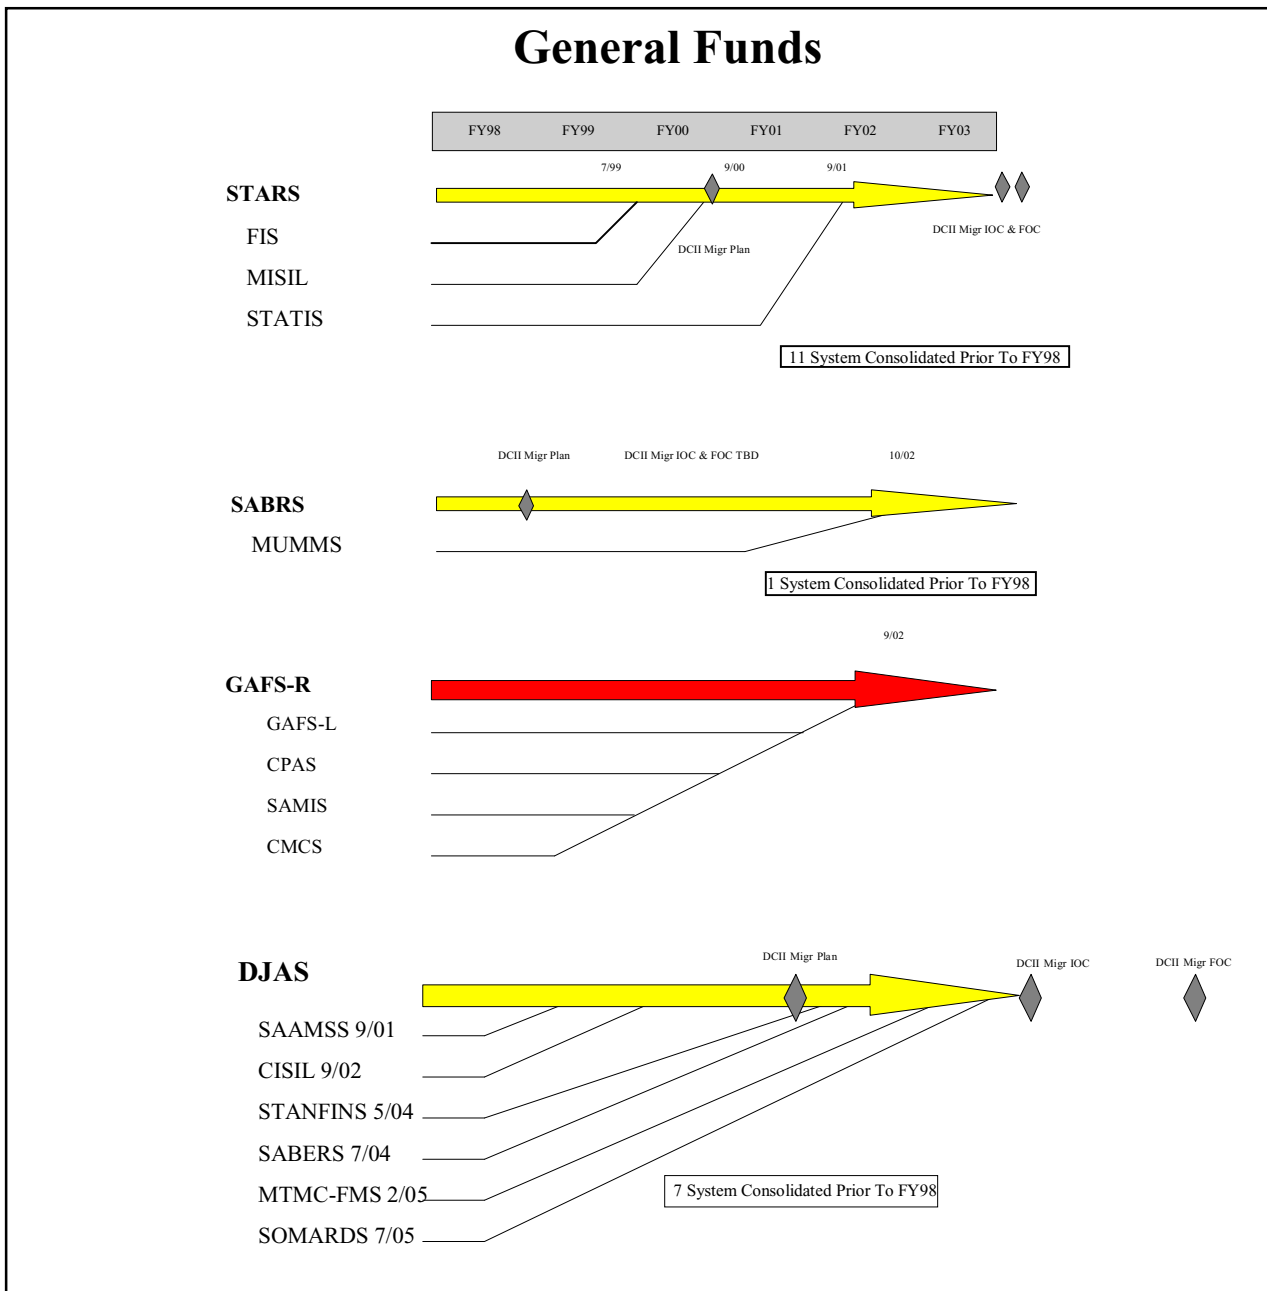 General Funds
FY98 FY99 FY00 FY01 FY02 FY03
7/99 9/00 9/01
STARS
DCII Migr IOC & FOC
FIS
DCII Migr Plan
MISIL
STATIS
11 System Consolidated Prior To FY98
DCII Migr Plan DCII Migr IOC & FOC TBD 10/02
SABRS
MUMMS
1 System Consolidated Prior To FY98
9/02
GAFS-R
GAFS-L
CPAS
SAMIS
CMCS
DCII Migr Plan DCII Migr IOC DCII Migr FOC
DJAS
SAAMSS 9/01
CISIL 9/02
STANFINS 5/04
SABERS 7/04
MTMC-FMS 2/05
7 System Consolidated Prior To FY98
SOMARDS 7/05